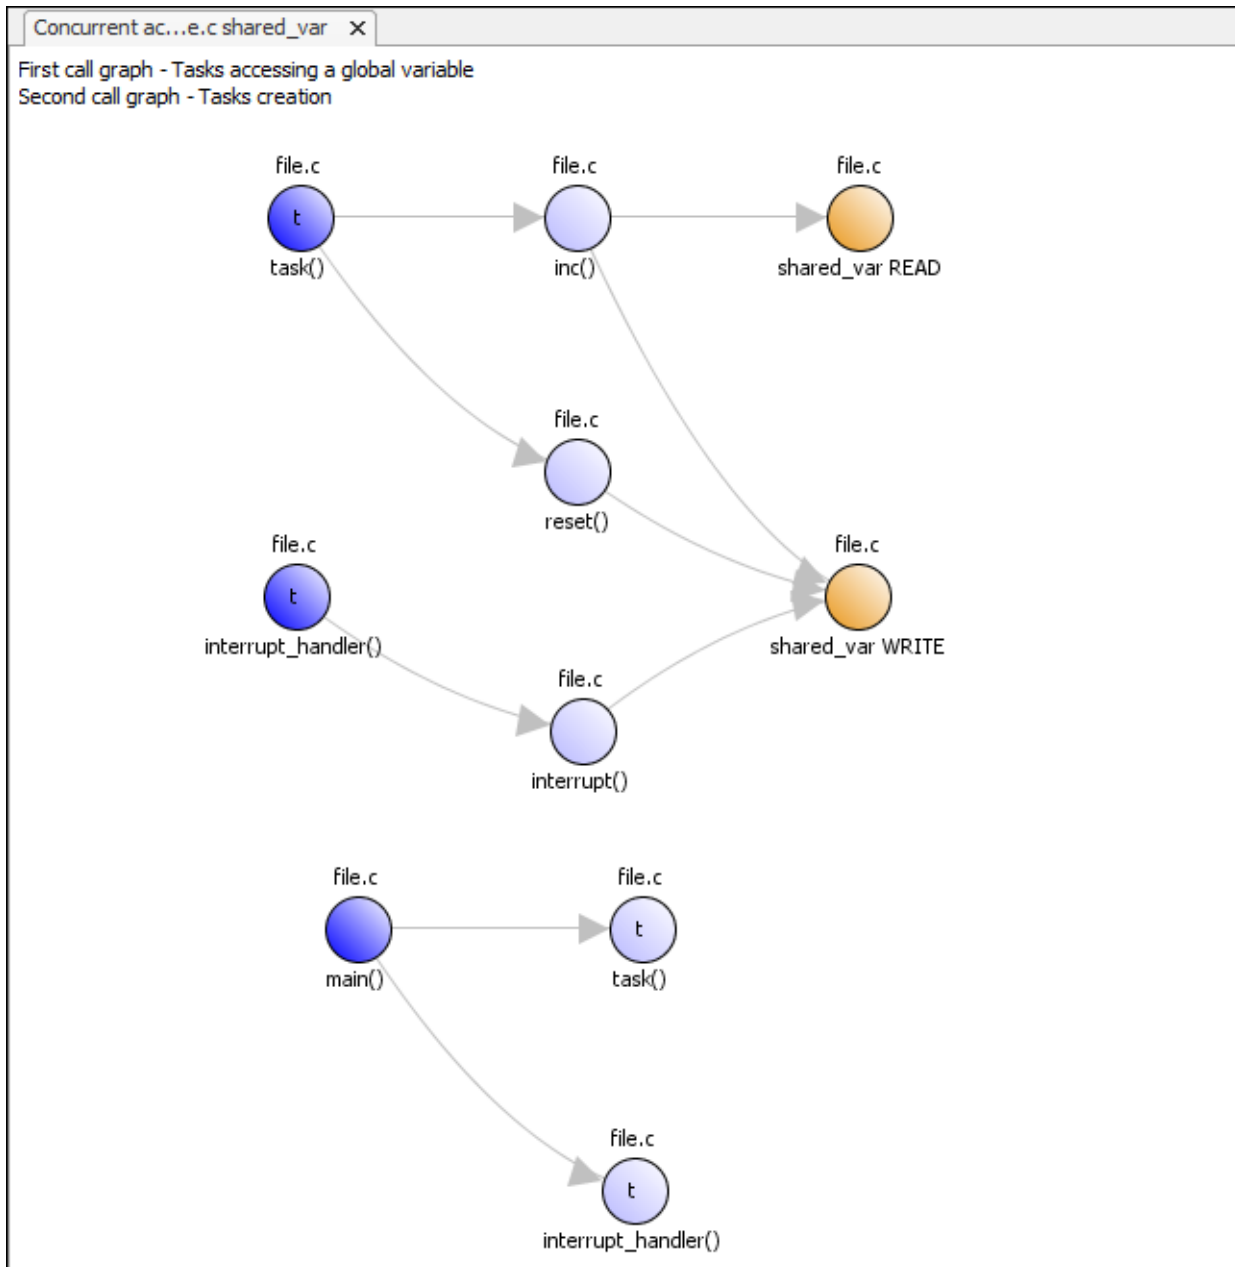 Concurrent ac...e.c shared_var X
First call graph - Tasks accessing a global variable
Second call graph - Tasks creation
file.c
file.c
file.c
t
task()
inc()
shared_var READ
file.c
reset()
file.c
file.c
t
interrupt_handler()
shared_var WRITE
file.c
interrupt()
file.c
file.c
t
main()
task()
file.c
t
interrupt_handler()